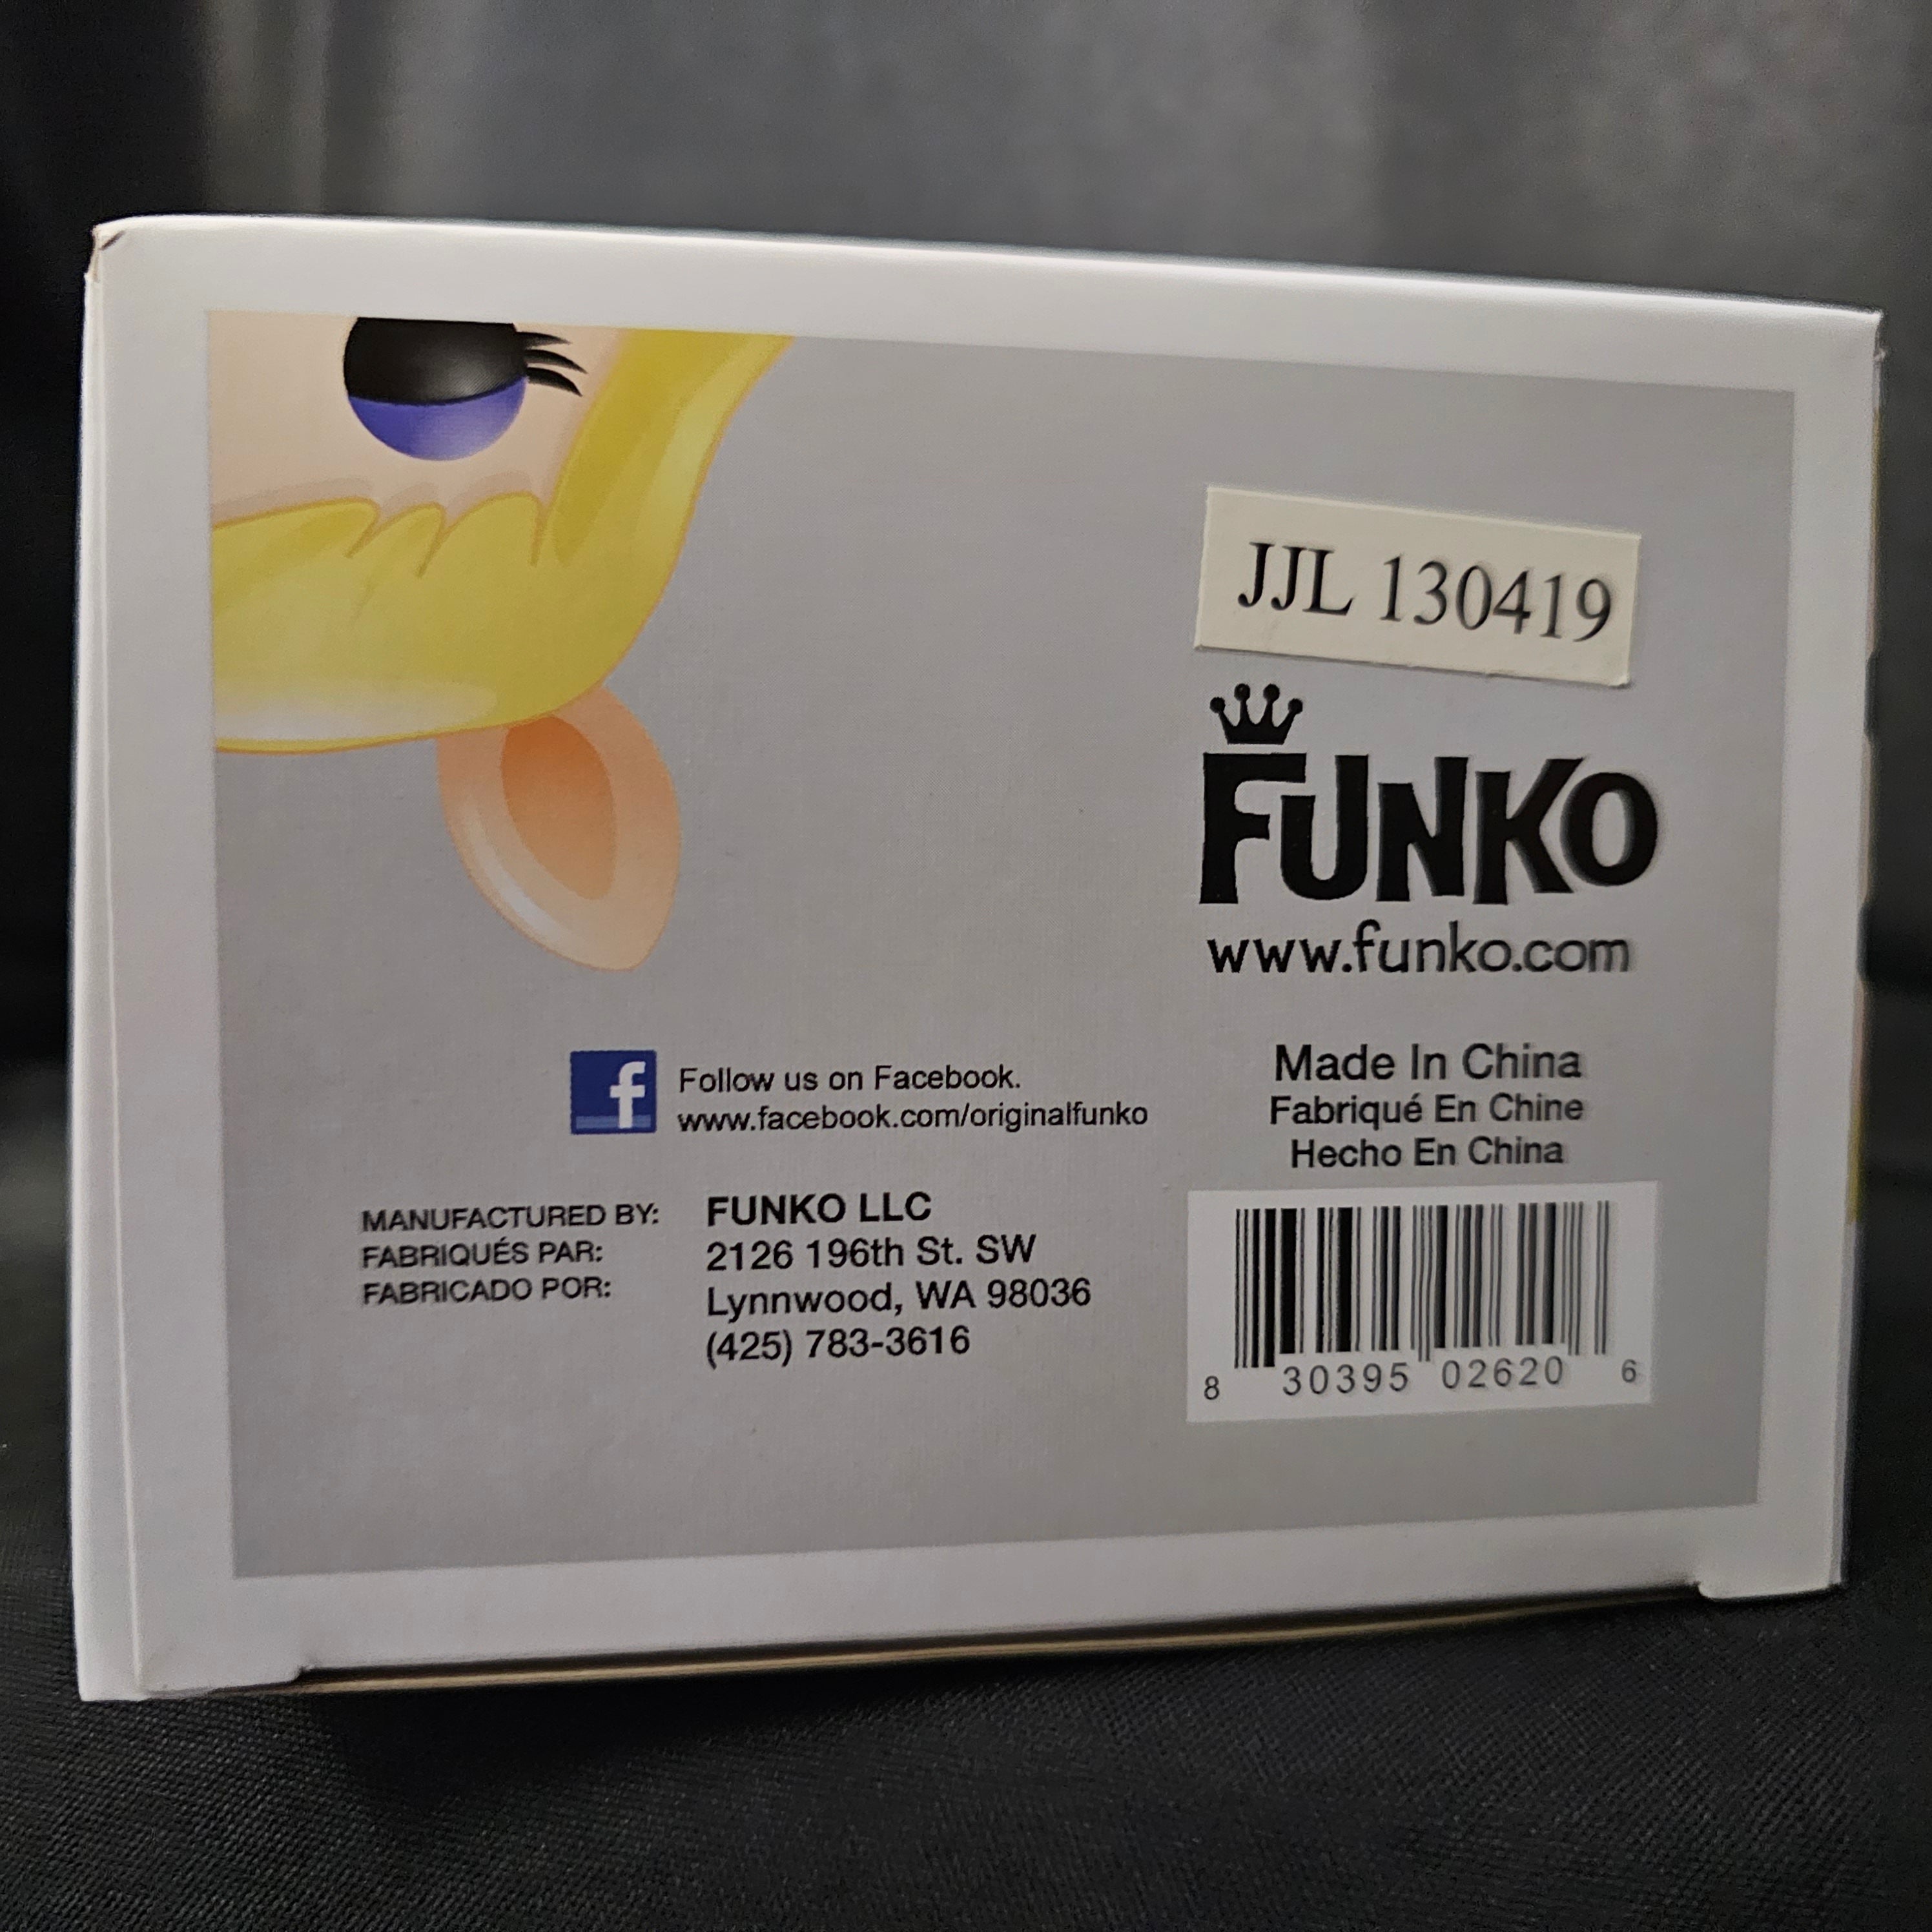 JJL 130419
FUNKO
www.funko.com
f
Follow us on Facebook.
www.facebook.com/originalfunko
Made In China
Fabriqué En Chine
Hecho En China
MANUFACTURED BY:
FABRIQUÉS PAR:
FABRICADO POR:
FUNKO LLC
2126 196th St. SW
Lynnwood, WA 98036
(425) 783-3616
8 30395 02620 6